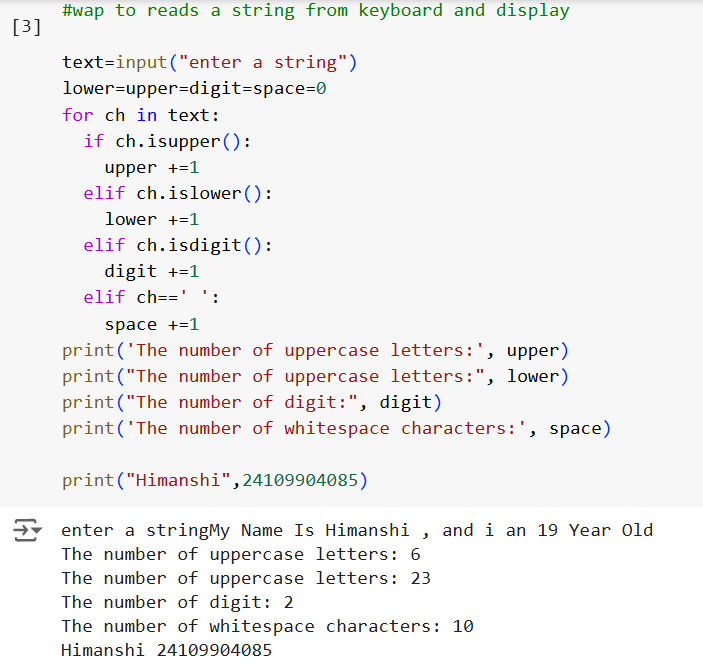 #wap to reads a string from keyboard and display
[3]
text=input("enter a string")
lower=upper=digit=space=0
for ch in text:
  if ch.isupper():
    upper +=1
  elif ch.islower():
    lower +=1
  elif ch.isdigit():
    digit +=1
  elif ch==' ':
    space +=1
print('The number of uppercase letters:', upper)
print("The number of uppercase letters:", lower)
print("The number of digit:", digit)
print('The number of whitespace characters:', space)
print("Himanshi",24109904085)
enter a stringMy Name Is Himanshi , and i an 19 Year Old
The number of uppercase letters: 6
The number of uppercase letters: 23
The number of digit: 2
The number of whitespace characters: 10
Himanshi 24109904085